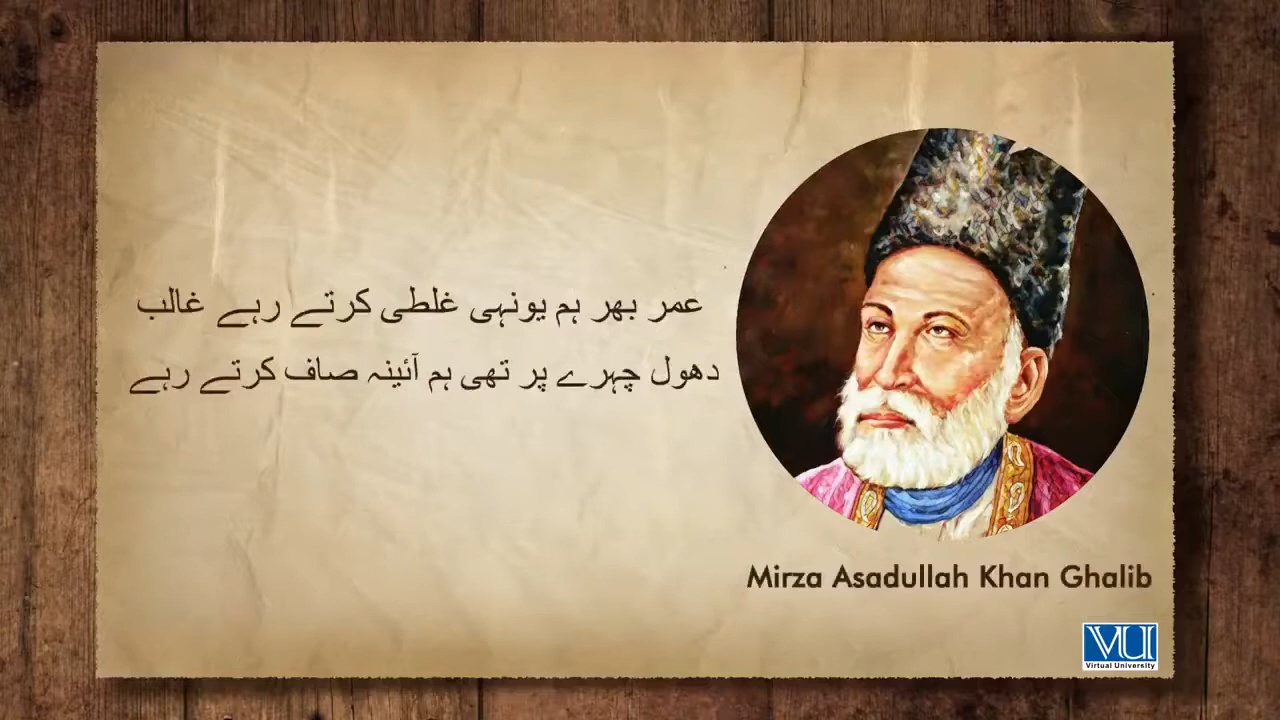 عمر بھر ہم یونہی غلطی کرتے رہے غالب
دھول چہرے پر تھی ہم آئینہ صاف کرتے رہے
Mirza Asadullah Khan Ghalib
VU
Virtual University